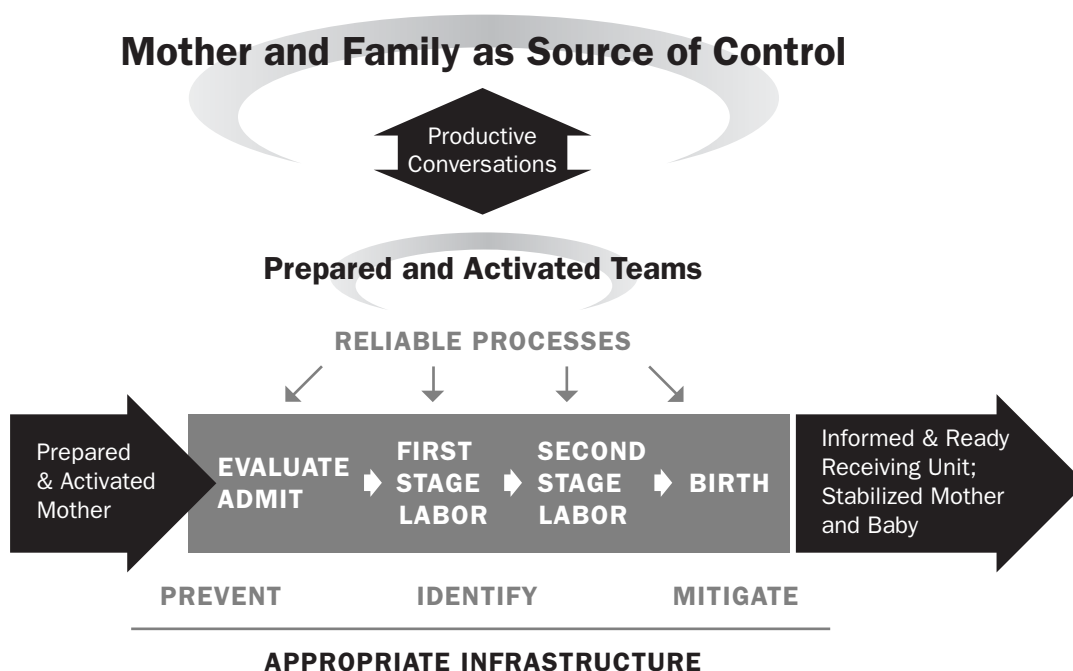 Mother and Family as Source of Control
Productive
Conversations
Prepared and Activated Teams
RELIABLE PROCESSES
Prepared
& Activated
Mother
EVALUATE
ADMIT
FIRST
STAGE
LABOR
SECOND
STAGE
LABOR
BIRTH
Informed & Ready
Receiving Unit;
Stabilized Mother
and Baby
PREVENT
IDENTIFY
MITIGATE
APPROPRIATE INFRASTRUCTURE